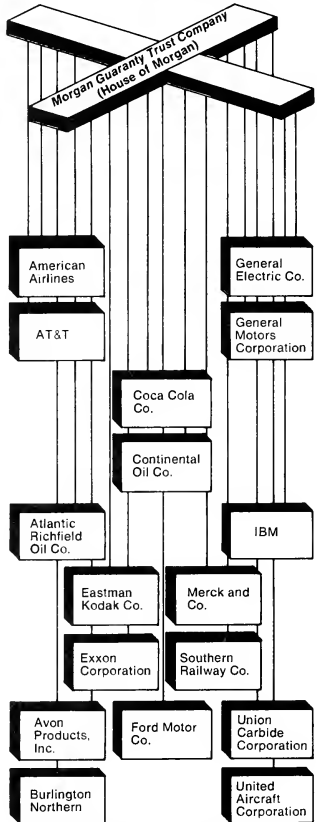 Morgan Guaranty Trust Company
(House of Morgan)
American
Airlines
General
Electric Co.
AT&T
General
Motors
Corporation
Coca Cola
Co.
Continental
Oil Co.
Atlantic
Richfield
Oil Co.
IBM
Eastman
Kodak Co.
Merck and
Co.
Exxon
Corporation
Southern
Railway Co.
Avon
Products,
Inc.
Ford Motor
Co.
Union
Carbide
Corporation
Burlington
Northern
United
Aircraft
Corporation